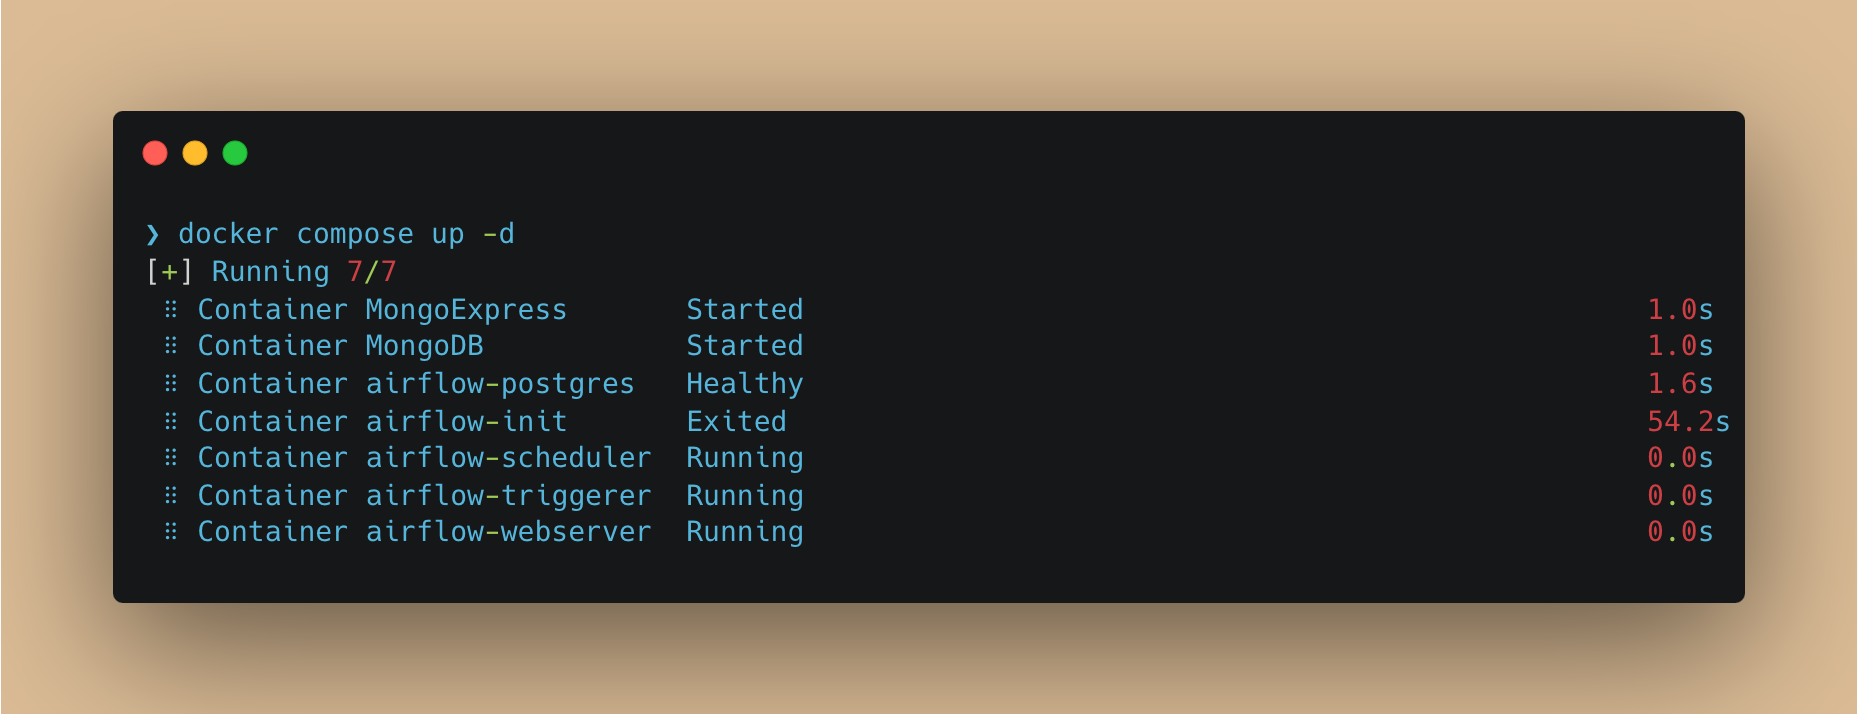 ❯ docker compose up -d
[+] Running 7/7
 ⠿ Container MongoExpress       Started                                                  1.0s
 ⠿ Container MongoDB            Started                                                  1.0s
 ⠿ Container airflow-postgres   Healthy                                                  1.6s
 ⠿ Container airflow-init       Exited                                                   54.2s
 ⠿ Container airflow-scheduler  Running                                                  0.0s
 ⠿ Container airflow-triggerer  Running                                                  0.0s
 ⠿ Container airflow-webserver  Running                                                  0.0s